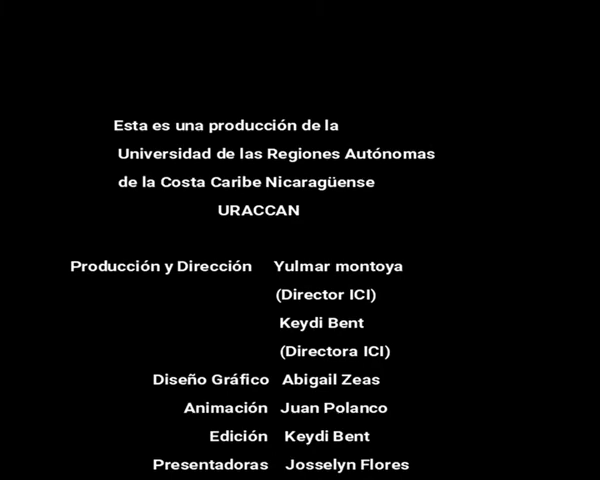 Esta es una producción de la
Universidad de las Regiones Autónomas
de la Costa Caribe Nicaragüense
URACCAN
Producción y Dirección Yulmar montoya
(Director ICI)
Keydi Bent
(Directora ICI)
Diseño Gráfico Abigail Zeas
Animación Juan Polanco
Edición Keydi Bent
Presentadoras Josselyn Flores